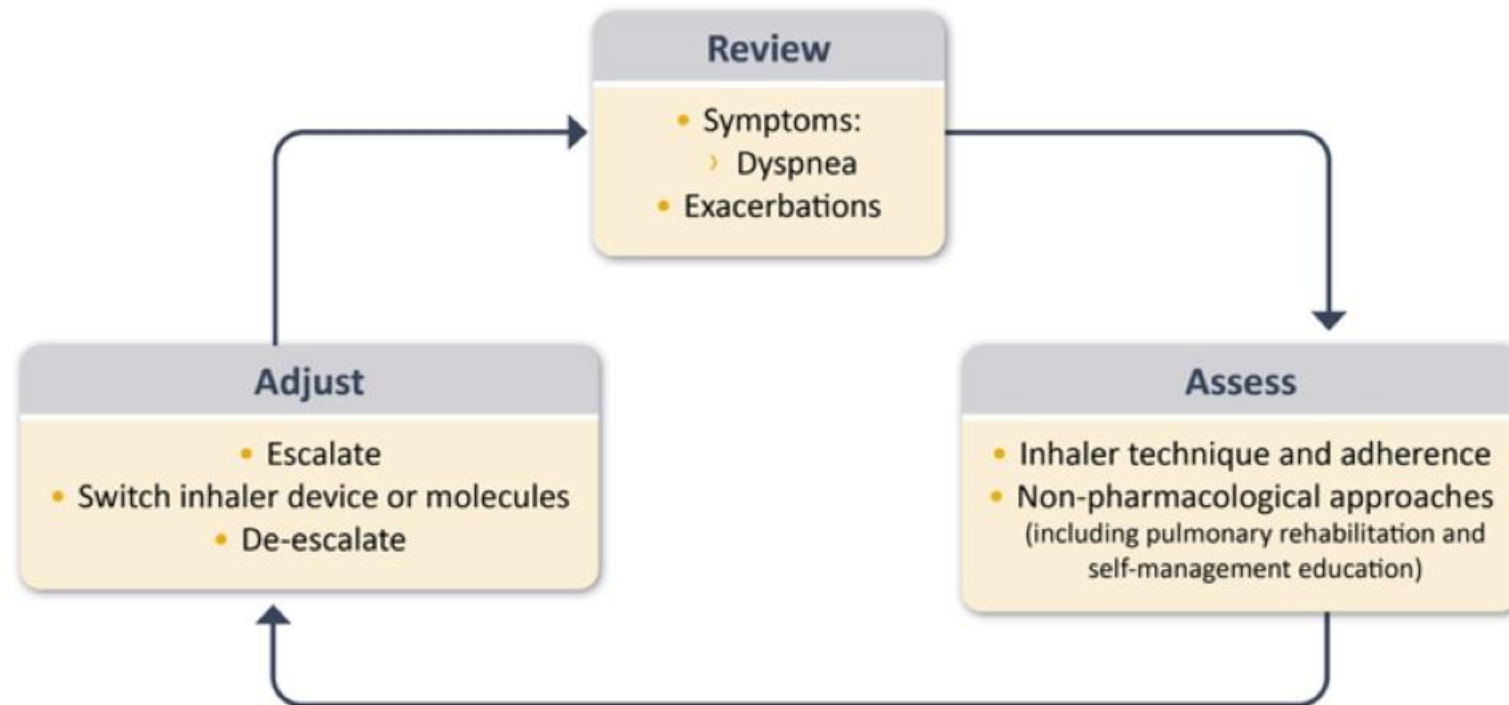 Review
• Symptoms:
› Dyspnea
• Exacerbations
Adjust
• Escalate
• Switch inhaler device or molecules
• De-escalate
Assess
• Inhaler technique and adherence
• Non-pharmacological approaches
(including pulmonary rehabilitation and
self-management education)